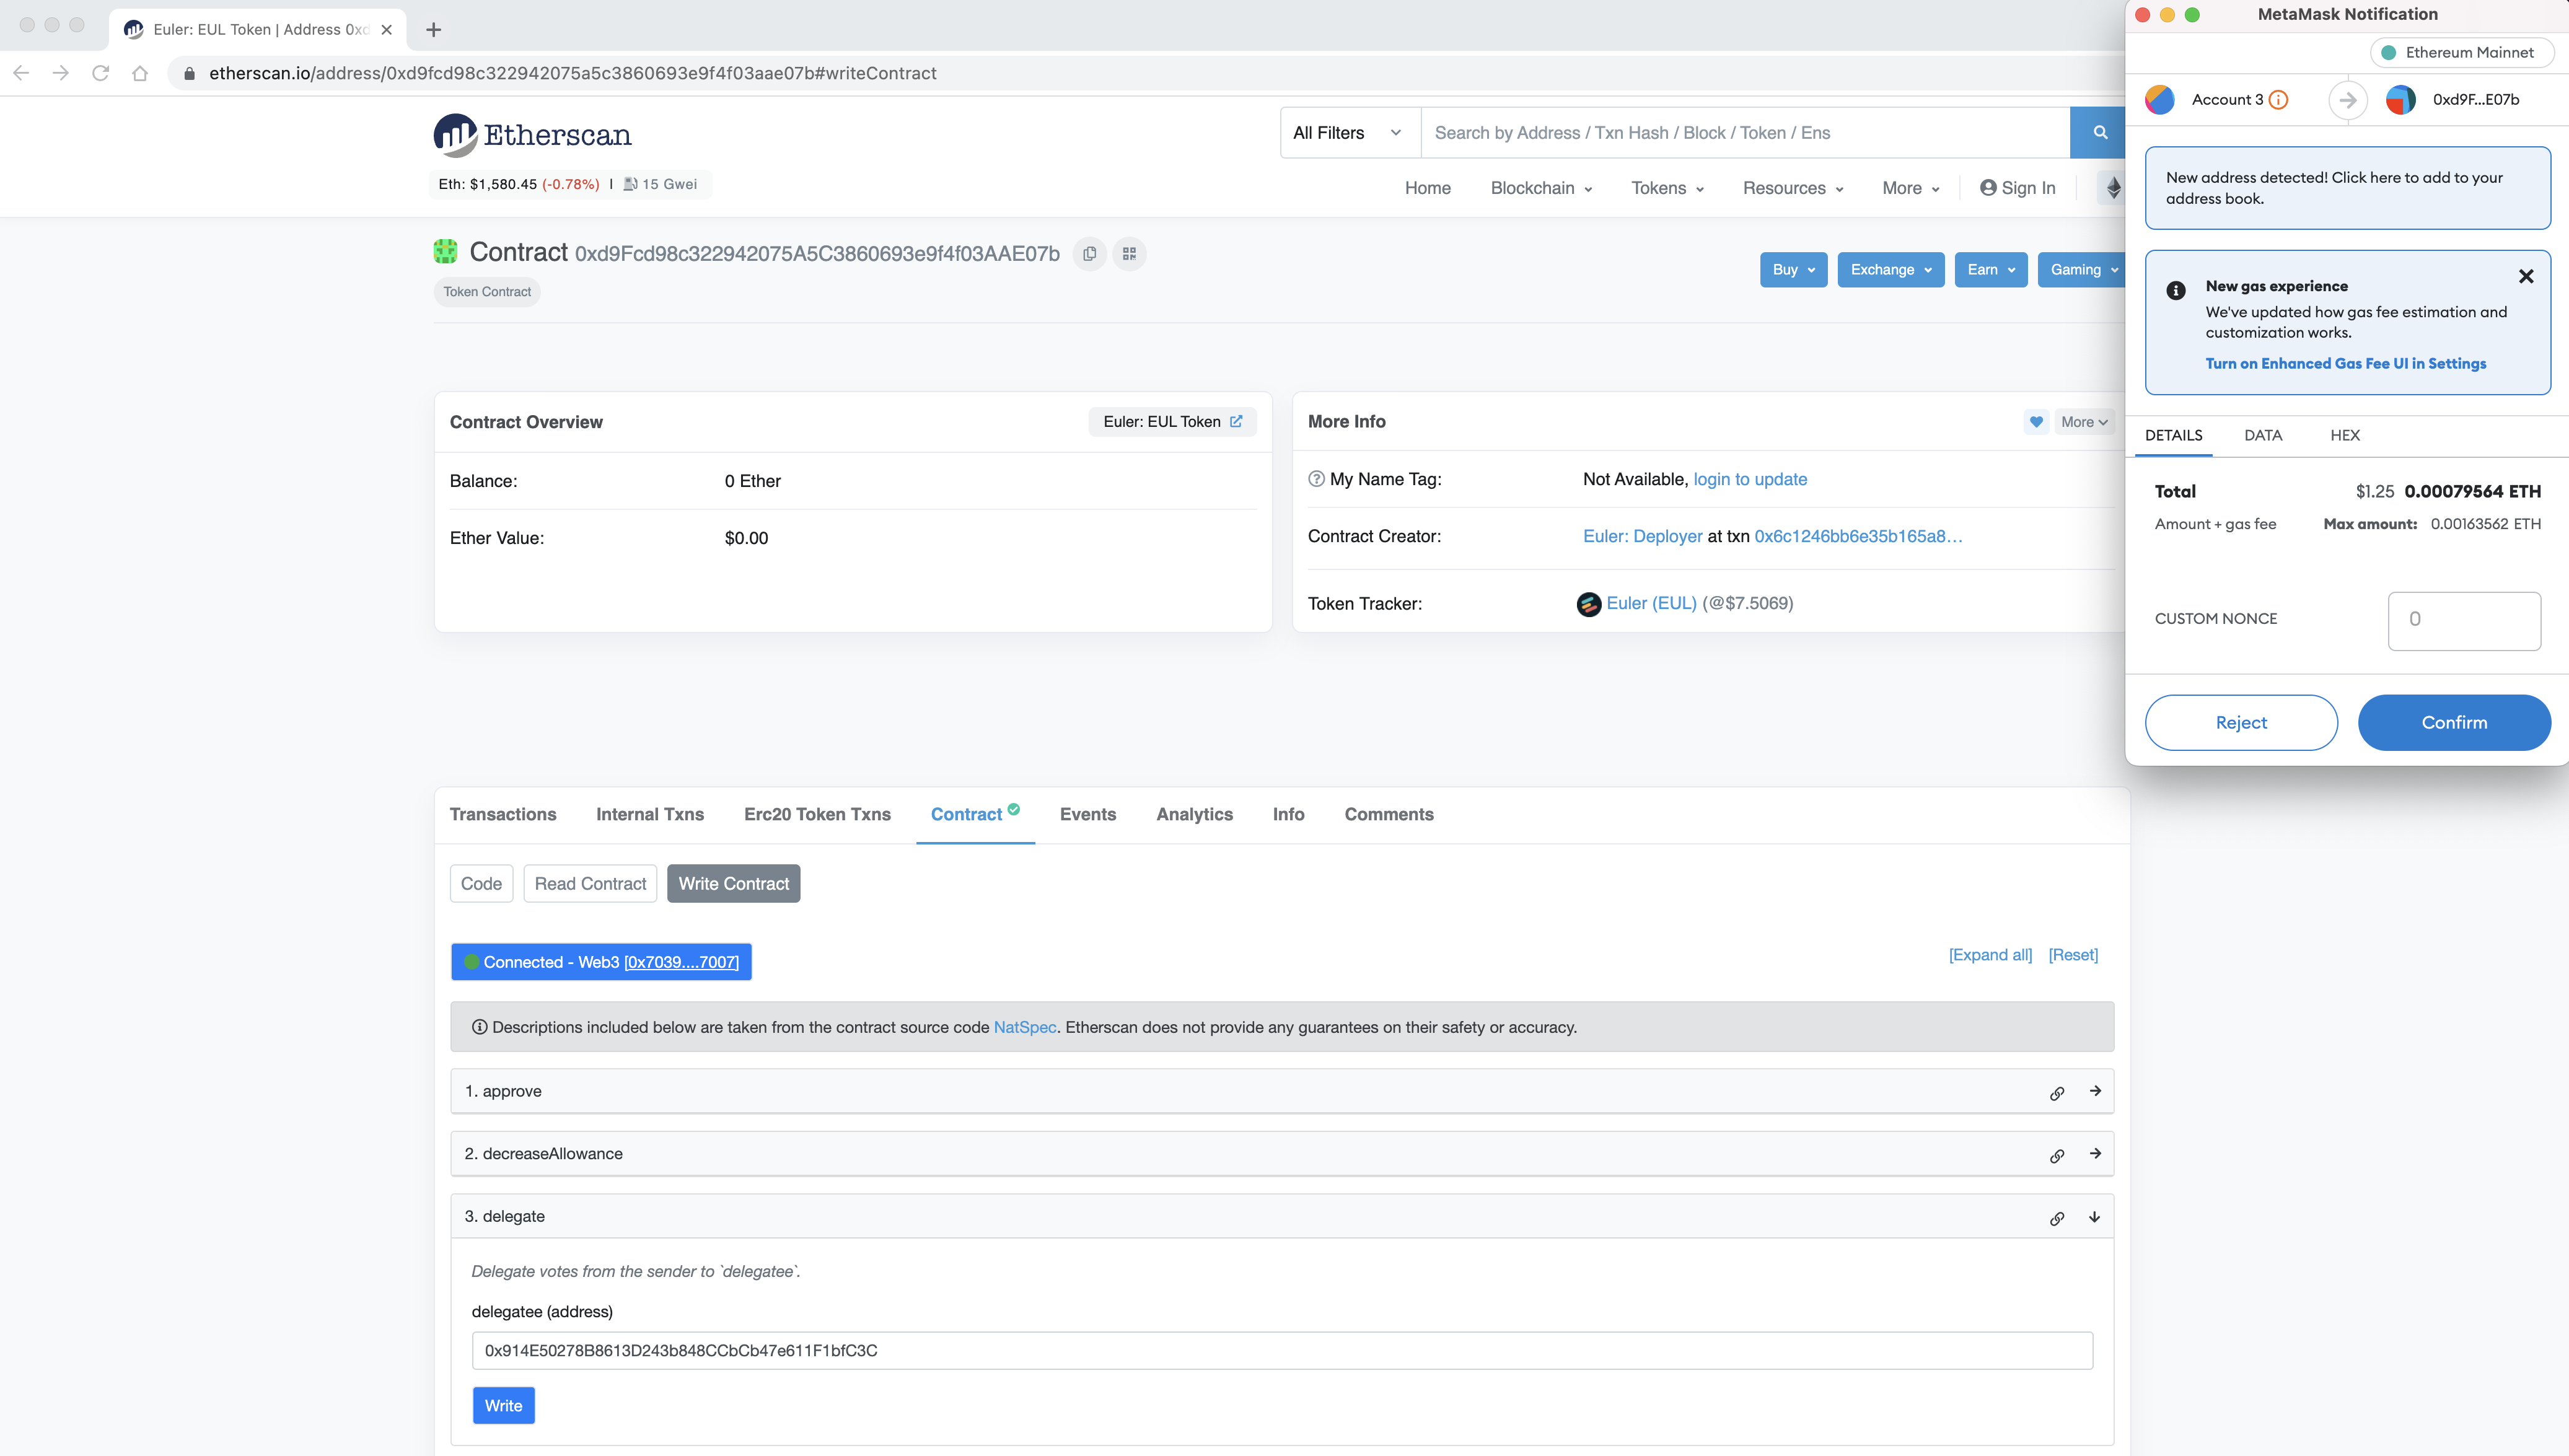 Euler: EUL Token | Address 0xd
etherscan.io/address/0xd9fcd98c322942075a5c3860693e9f4f03aae07b#writeContract
Etherscan
Eth: $1,580.45 (-0.78%) | 15 Gwei
All Filters
Search by Address / Txn Hash / Block / Token / Ens
Home
Blockchain
Tokens
Resources
More
Sign In
Contract 0xd9Fcd98c322942075A5C3860693e9f4f03AAE07b
Token Contract
Buy
Exchange
Earn
Gaming
Contract Overview
Euler: EUL Token
Balance:
0 Ether
Ether Value:
$0.00
More Info
More
My Name Tag:
Not Available, login to update
Contract Creator:
Euler: Deployer at txn 0x6c1246bb6e35b165a8...
Token Tracker:
Euler (EUL) (@$7.5069)
Transactions
Internal Txns
Erc20 Token Txns
Contract
Events
Analytics
Info
Comments
Code
Read Contract
Write Contract
Connected - Web3 [0x7039....7007]
[Expand all]
[Reset]
Descriptions included below are taken from the contract source code NatSpec. Etherscan does not provide any guarantees on their safety or accuracy.
1. approve
2. decreaseAllowance
3. delegate
Delegate votes from the sender to `delegatee`.
delegatee (address)
0x914E50278B8613D243b848CCbCb47e611F1bfC3C
Write
MetaMask Notification
Ethereum Mainnet
Account 3
0xd9F...E07b
New address detected! Click here to add to your
address book.
New gas experience
We've updated how gas fee estimation and
customization works.
Turn on Enhanced Gas Fee UI in Settings
DETAILS
DATA
HEX
Total
$1.25 0.00079564 ETH
Amount + gas fee
Max amount: 0.00163562 ETH
CUSTOM NONCE
0
Reject
Confirm